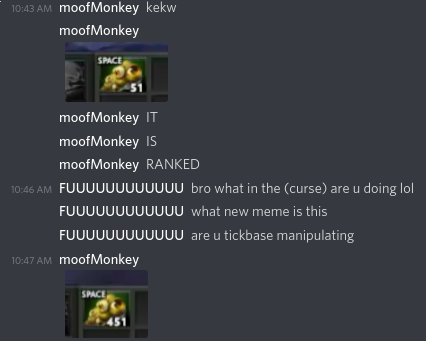 10:43 AM moofMonkey kekw
moofMonkey
SPACE
51
moofMonkey IT
moofMonkey IS
moofMonkey RANKED
10:46 AM FUUUUUUUUUUUU bro what in the (curse) are u doing lol
FUUUUUUUUUUUU what new meme is this
FUUUUUUUUUUUU are u tickbase manipulating
10:47 AM moofMonkey
SPACE
451